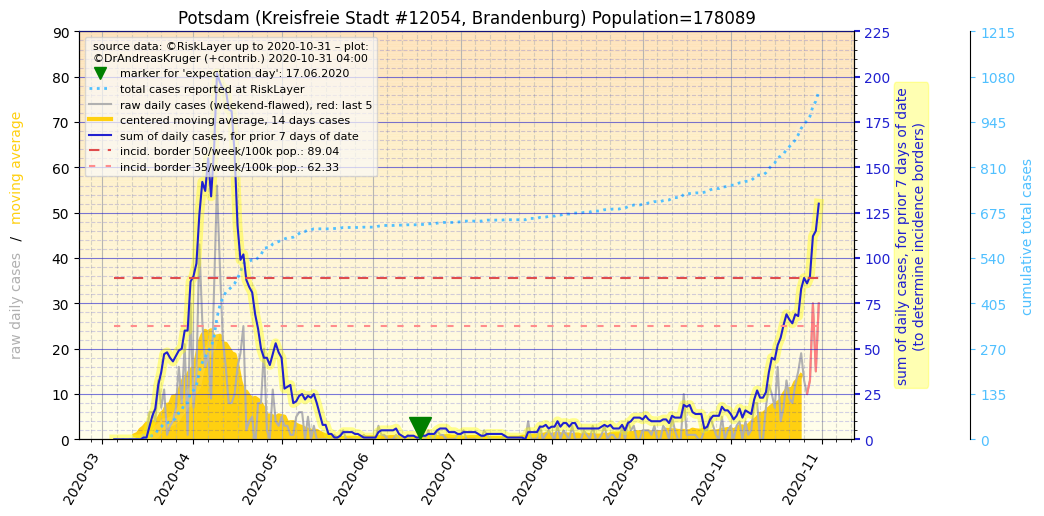 Potsdam (Kreisfreie Stadt #12054, Brandenburg) Population=178089
source data: ©RiskLayer up to 2020-10-31 – plot:
©DrAndreasKruger (+contrib.) 2020-10-31 04:00
marker for 'expectation day': 17.06.2020
total cases reported at RiskLayer
raw daily cases (weekend-flawed), red: last 5
centered moving average, 14 days cases
sum of daily cases, for prior 7 days of date
incid. border 50/week/100k pop.: 89.04
incid. border 35/week/100k pop.: 62.33
raw daily cases / moving average
90
80
70
60
50
40
30
20
10
0
2020-03
2020-04
2020-05
2020-06
2020-07
2020-08
2020-09
2020-10
2020-11
225
200
175
150
125
100
75
50
25
0
sum of daily cases, for prior 7 days of date
(to determine incidence borders)
1215
1080
945
810
675
540
405
270
135
0
cumulative total cases